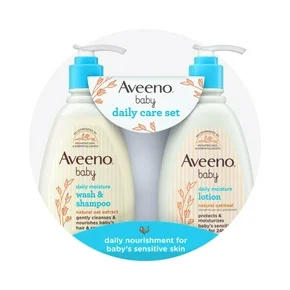 Aveeno
baby
daily care set
Aveeno
baby
daily moisture
wash &
shampoo
natural oat extract
gently cleanses &
nourishes baby's
hair &
Aveeno
baby
daily moisture
lotion
natural oatmeal
protects &
moisturizes
baby's sensitive
for 24
daily nourishment for
baby's sensitive skin